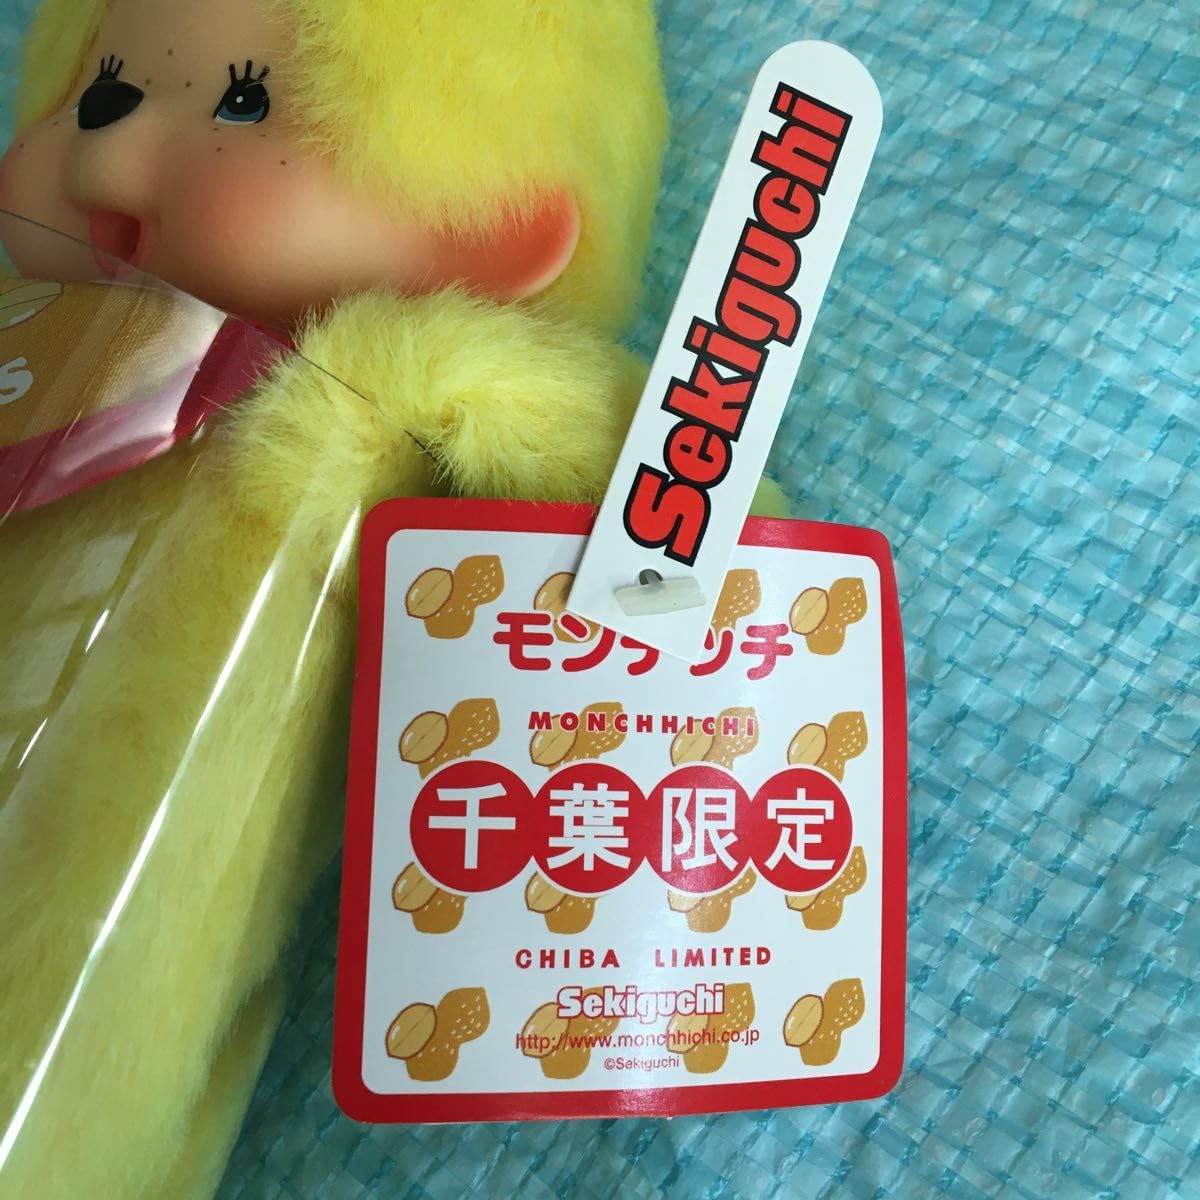 Sekiguchi
モンチッチ
MONCHHICHI
千葉限定
CHIBA LIMITED
Sekiguchi
http://www.monchhichi.co.jp
©Sekiguchi